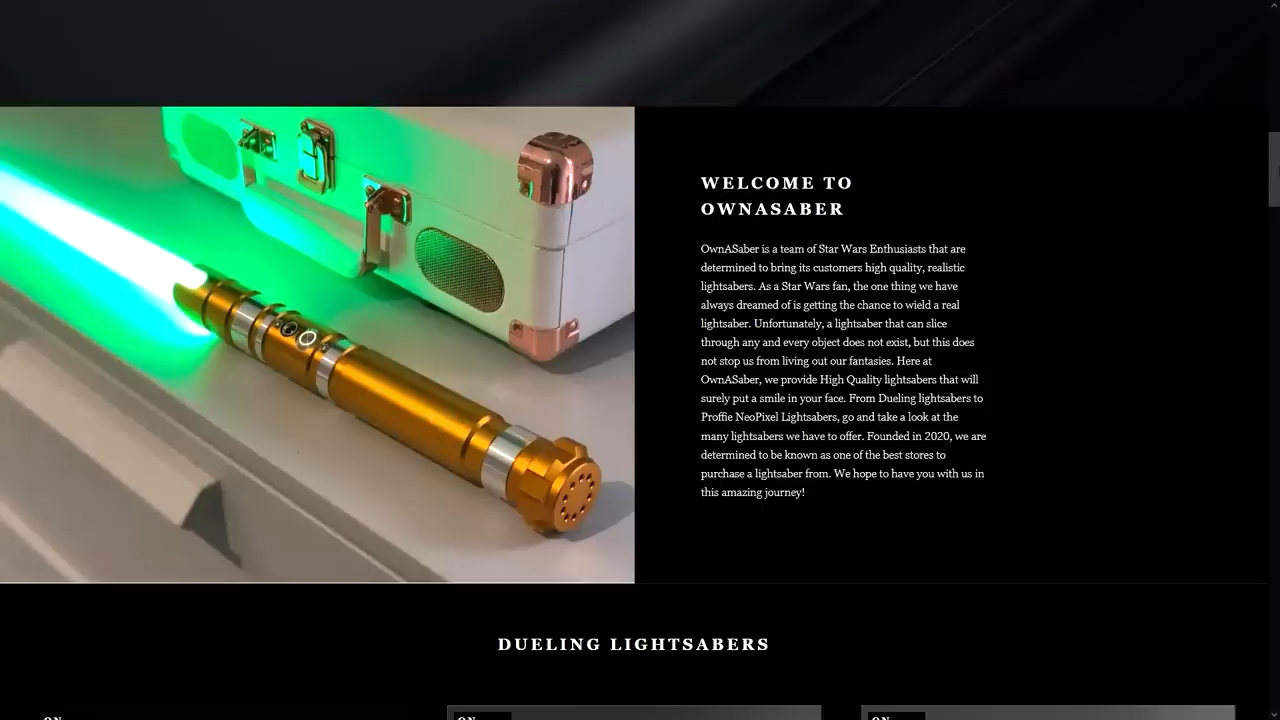 WELCOME TO
OWNASABER
OwnASaber is a team of Star Wars Enthusiasts that are
determined to bring its customers high quality, realistic
lightsabers. As a Star Wars fan, the one thing we have
always dreamed of is getting the chance to wield a real
lightsaber. Unfortunately, a lightsaber that can slice
through any and every object does not exist, but this does
not stop us from living out our fantasies. Here at
OwnASaber, we provide High Quality lightsabers that will
surely put a smile in your face. From Dueling lightsabers to
Proffie NeoPixel Lightsabers, go and take a look at the
many lightsabers we have to offer. Founded in 2020, we are
determined to be known as one of the best stores to
purchase a lightsaber from. We hope to have you with us in
this amazing journey!
DUELING LIGHTSABERS
ON ON ON